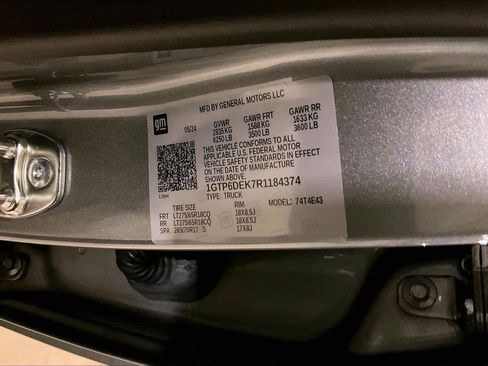 MFD BY GENERAL MOTORS LLC
gm
05/24 GVWR GAWR FRT GAWR RR
2835 KG 1588 KG 1633 KG
6250 LB 3500 LB 3600 LB
THIS VEHICLE CONFORMS TO ALL
APPLICABLE U.S. FEDERAL MOTOR
VEHICLE SAFETY STANDARDS IN EFFECT
ON THE DATE OF MANUFACTURE
SHOWN ABOVE.
1GTP6DEK7R1184374
TYPE: TRUCK
MODEL: 74T4E43
TIRE SIZE RIM
FRT LT275/65R18CQ 18X8.5J
RR LT275/65R18CQ 18X8.5J
SPA 265/70R17 S 17X8J